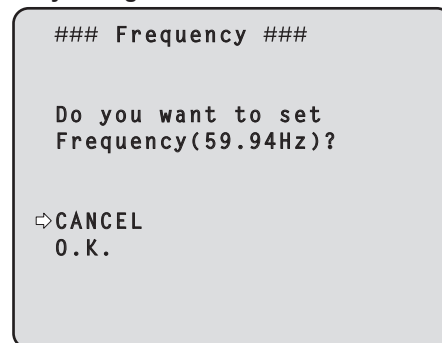 ### Frequency ###
Do you want to set
Frequency(59.94Hz)?
⇨CANCEL
O.K.